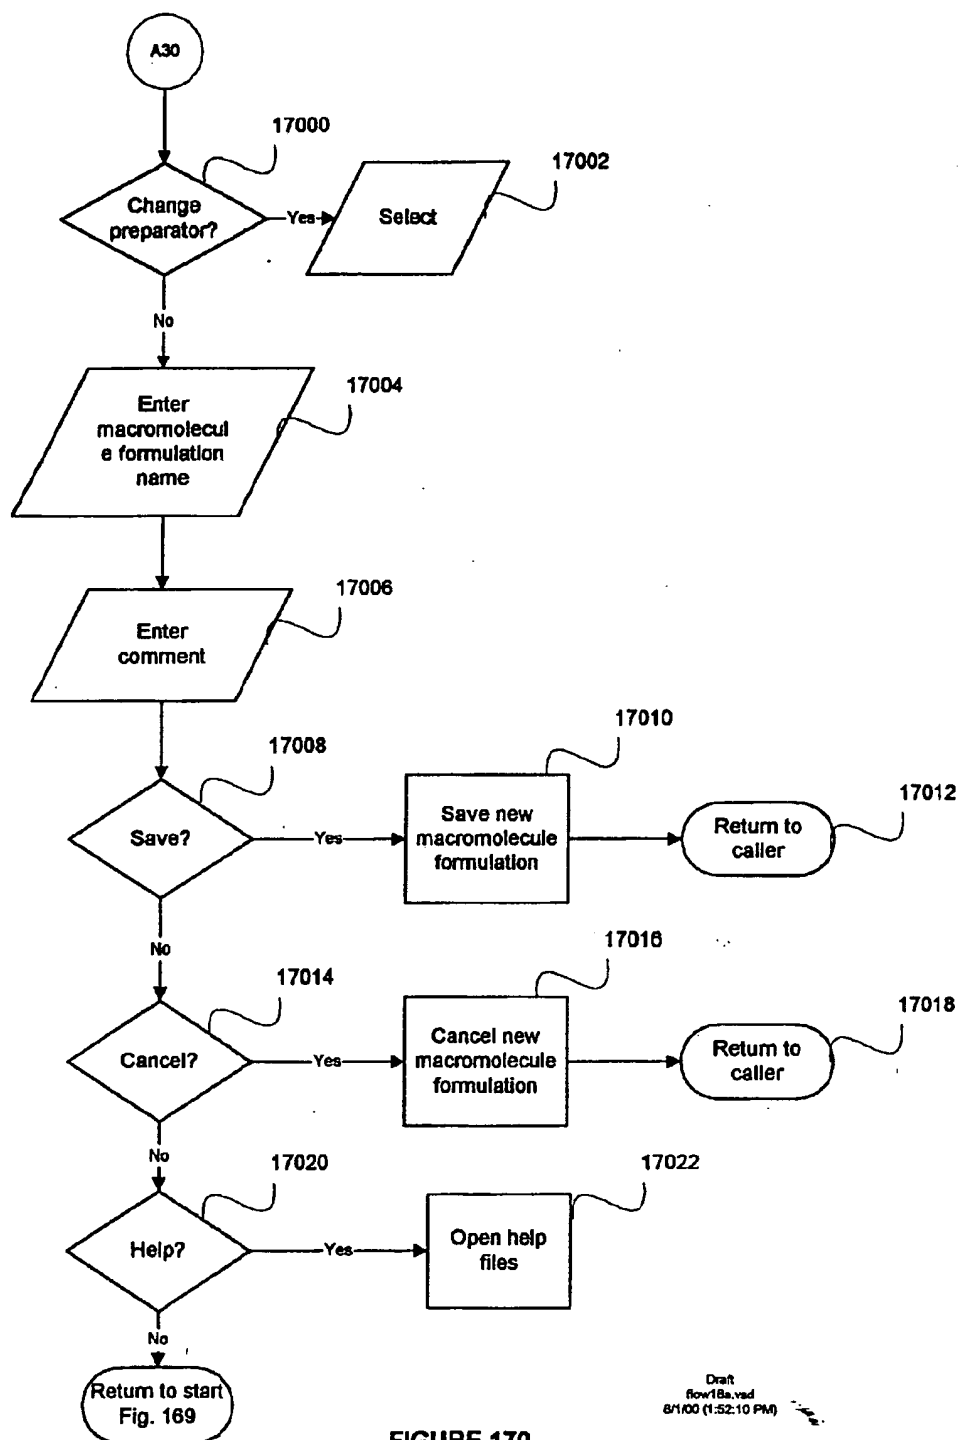 A30
17000
Change
preparator?
Yes
17002
Select
No
17004
Enter
macromolecul
e formulation
name
17006
Enter
comment
17008
Save?
Yes
17010
Save new
macromolecule
formulation
17012
Return to
caller
No
17014
Cancel?
Yes
17016
Cancel new
macromolecule
formulation
17018
Return to
caller
No
17020
Help?
Yes
17022
Open help
files
No
Return to start
Fig. 169
Draft
flow18a.vsd
8/1/00 (1:52:10 PM)
FIGURE 170